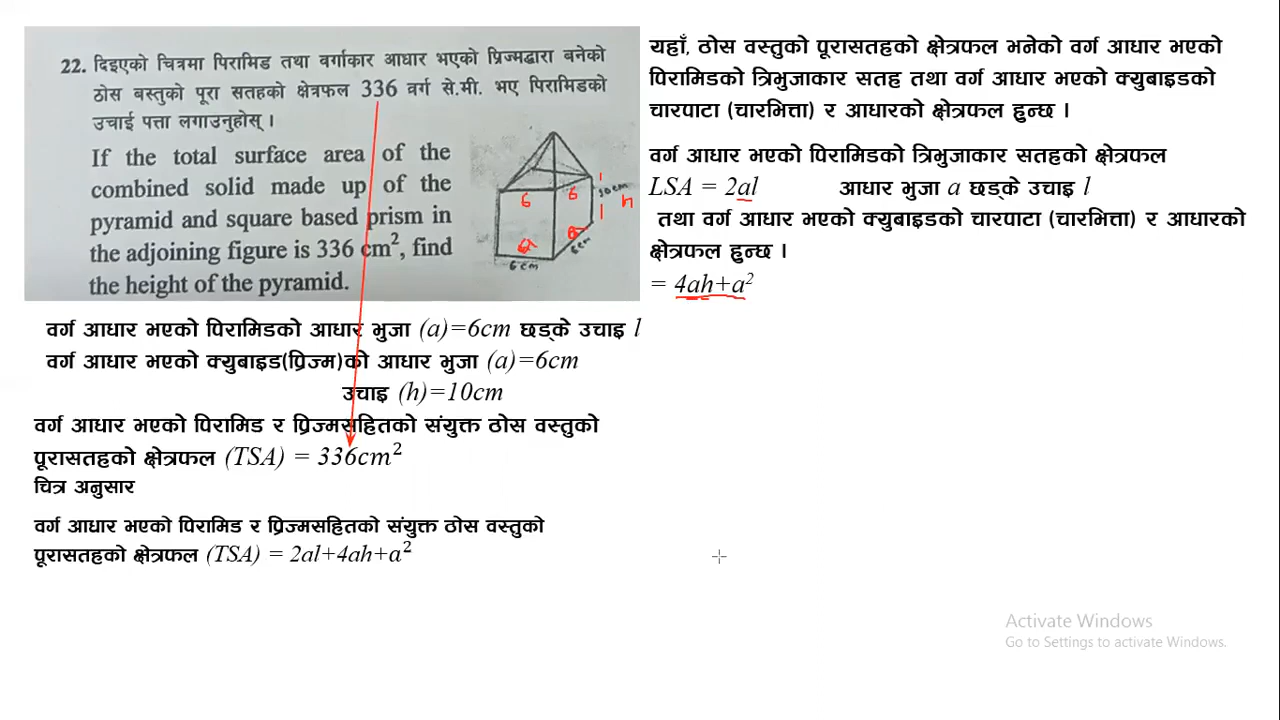 22. दिइएको चित्रमा पिरामिड तथा वर्गाकार आधार भएको प्रिज्मद्वारा बनेको
ठोस बस्तुको पूरा सतहको क्षेत्रफल 336 वर्ग से.मी. भए पिरामिडको
उचाई पत्ता लगाउनुहोस् ।
If the total surface area of the
combined solid made up of the
pyramid and square based prism in
the adjoining figure is 336 cm², find
the height of the pyramid.
6
6
10cm
h
a
a
6cm
6cm
वर्ग आधार भएको पिरामिडको आधार भुजा (a)=6cm छड्के उचाइ l
वर्ग आधार भएको क्युबाइड(प्रिज्म)को आधार भुजा (a)=6cm
उचाइ (h)=10cm
वर्ग आधार भएको पिरामिड र प्रिज्मसहितको संयुक्त ठोस वस्तुको
पूरासतहको क्षेत्रफल (TSA) = 336cm²
चित्र अनुसार
वर्ग आधार भएको पिरामिड र प्रिज्मसहितको संयुक्त ठोस वस्तुको
पूरासतहको क्षेत्रफल (TSA) = 2al+4ah+a²
यहाँ, ठोस वस्तुको पूरासतहको क्षेत्रफल भनेको वर्ग आधार भएको
पिरामिडको त्रिभुजाकार सतह तथा वर्ग आधार भएको क्युबाइडको
चारपाटा (चारभित्ता) र आधारको क्षेत्रफल हुन्छ ।
वर्ग आधार भएको पिरामिडको त्रिभुजाकार सतहको क्षेत्रफल
LSA = 2al आधार भुजा a छड्के उचाइ l
तथा वर्ग आधार भएको क्युबाइडको चारपाटा (चारभित्ता) र आधारको
क्षेत्रफल हुन्छ ।
= 4ah+a²
Activate Windows
Go to Settings to activate Windows.